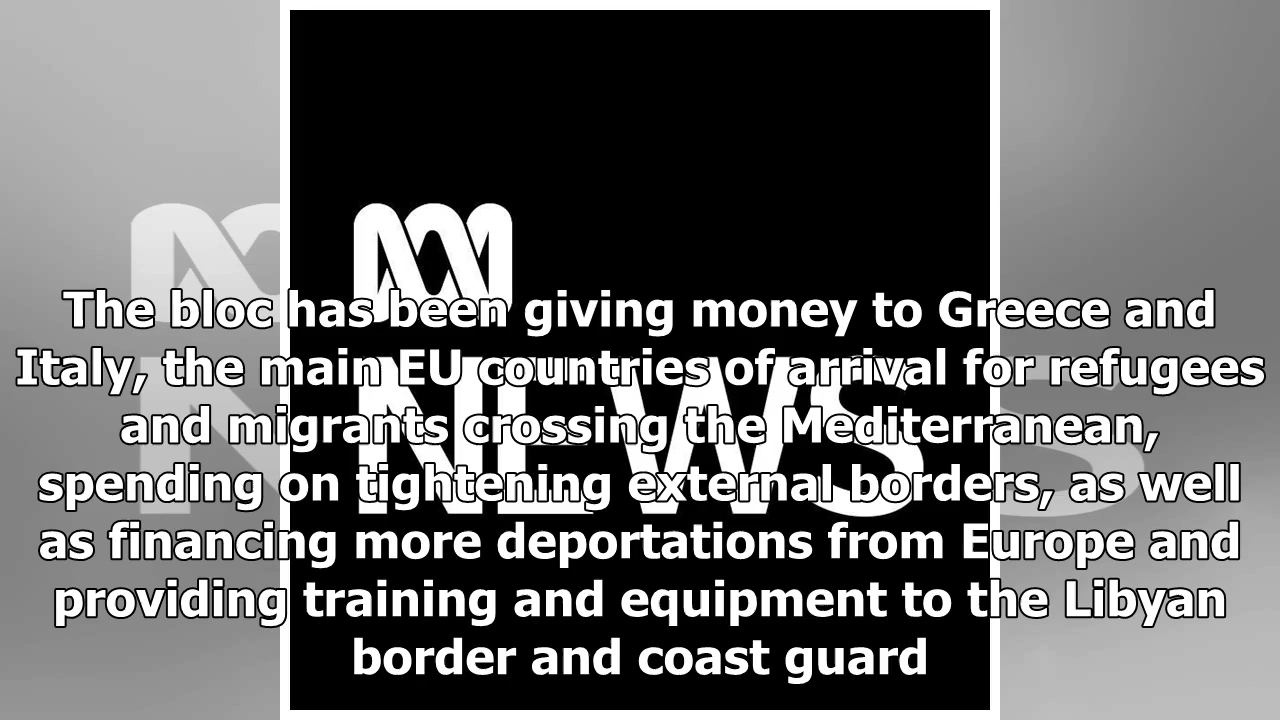 The bloc has been giving money to Greece and
Italy, the main EU countries of arrival for refugees
and migrants crossing the Mediterranean,
spending on tightening external borders, as well
as financing more deportations from Europe and
providing training and equipment to the Libyan
border and coast guard
NEWS